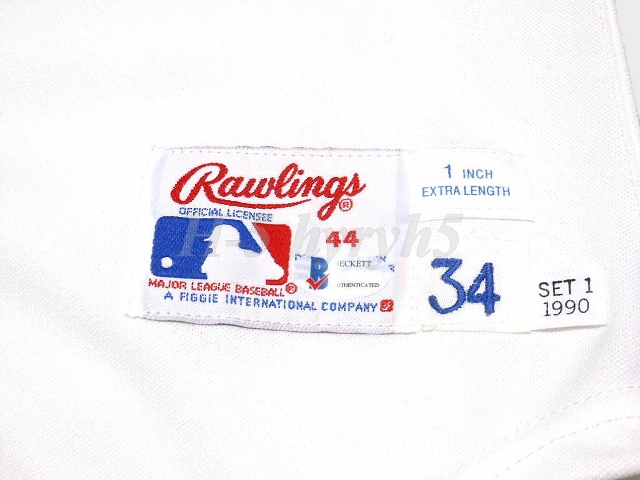 Rawlings®
OFFICIAL LICENSEE
44
BECKETT
AUTHENTICATED
MAJOR LEAGUE BASEBALL®
A FIGGIE INTERNATIONAL COMPANY
1 INCH
EXTRA LENGTH
34
SET 1
1990